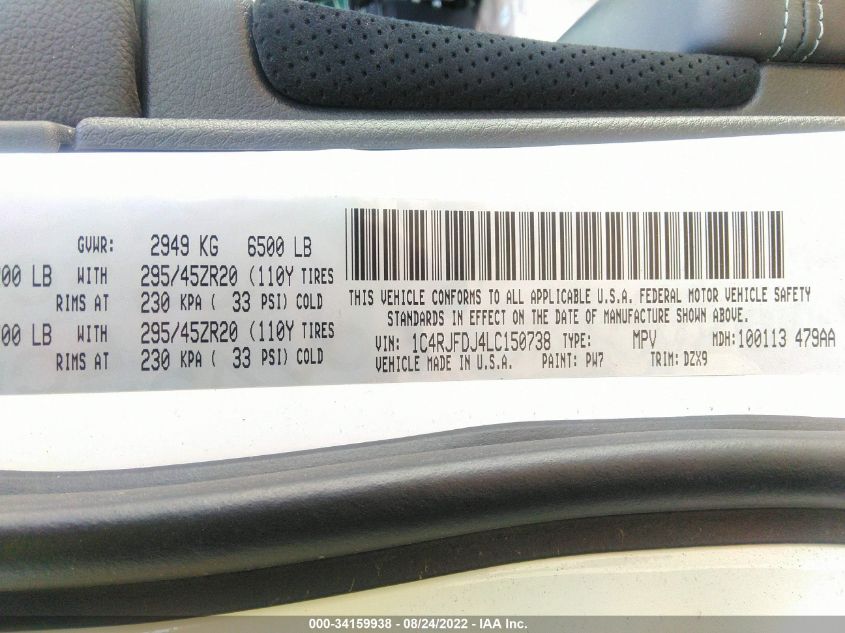 GVWR: 2949 KG 6500 LB
00 LB WITH 295/45ZR20 (110Y TIRES
RIMS AT 230 KPA ( 33 PSI) COLD
00 LB WITH 295/45ZR20 (110Y TIRES
RIMS AT 230 KPA ( 33 PSI) COLD
THIS VEHICLE CONFORMS TO ALL APPLICABLE U.S.A. FEDERAL MOTOR VEHICLE SAFETY
STANDARDS IN EFFECT ON THE DATE OF MANUFACTURE SHOWN ABOVE.
VIN: 1C4RJFDJ4LC150738 TYPE: MPV MDH:100113 479AA
VEHICLE MADE IN U.S.A. PAINT: PW7 TRIM: DZX9
000-34159938 - 08/24/2022 - IAA Inc.